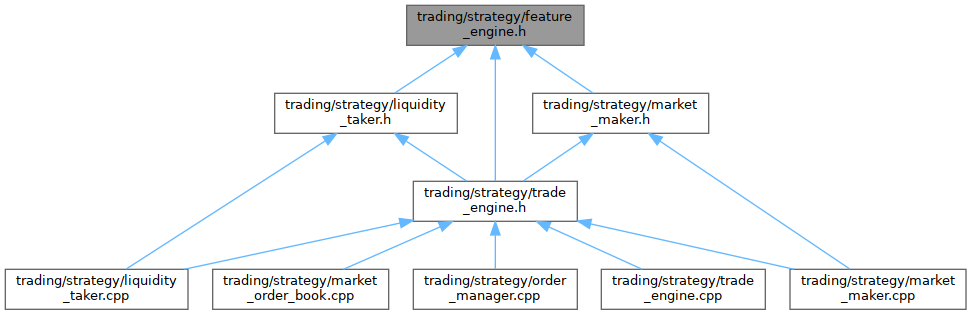 trading/strategy/feature
_engine.h
trading/strategy/liquidity
_taker.h
trading/strategy/market
_maker.h
trading/strategy/trade
_engine.h
trading/strategy/liquidity
_taker.cpp
trading/strategy/market
_order_book.cpp
trading/strategy/order
_manager.cpp
trading/strategy/trade
_engine.cpp
trading/strategy/market
_maker.cpp